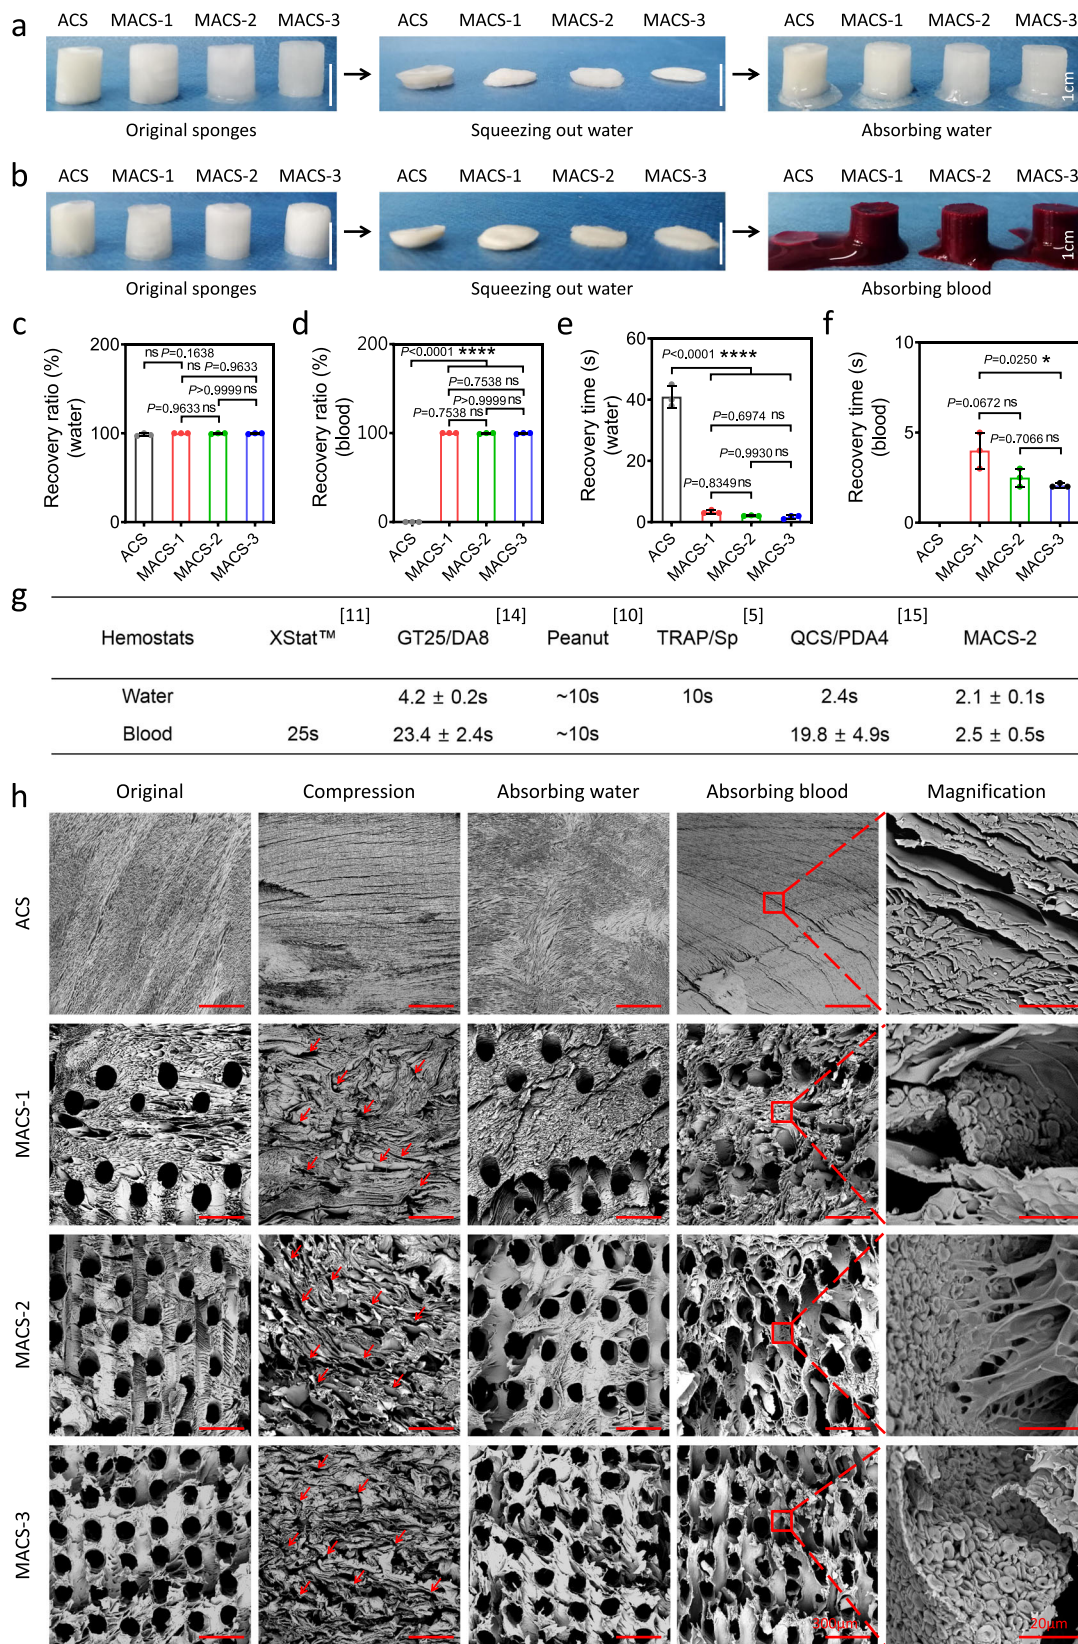 a
ACS MACS-1 MACS-2 MACS-3
ACS MACS-1 MACS-2 MACS-3
ACS MACS-1 MACS-2 MACS-3
1cm
Original sponges
Squeezing out water
Absorbing water
b
ACS MACS-1 MACS-2 MACS-3
ACS MACS-1 MACS-2 MACS-3
ACS MACS-1 MACS-2 MACS-3
1cm
Original sponges
Squeezing out water
Absorbing blood
c
Recovery ratio (%)
(water)
200
100
0
ns P=0.1638
P=0.9633 ns
P>0.9999 ns
P=0.9633 ns
ACS
MACS-1
MACS-2
MACS-3
d
Recovery ratio (%)
(blood)
200
100
0
P<0.0001 ****
P=0.7538 ns
P>0.9999 ns
P=0.7538 ns
ACS
MACS-1
MACS-2
MACS-3
e
Recovery time (s)
(water)
60
40
20
0
P<0.0001 ****
P=0.6974 ns
P=0.9930 ns
P=0.8349 ns
ACS
MACS-1
MACS-2
MACS-3
f
Recovery time (s)
(blood)
10
5
0
P=0.0250 *
P=0.0672 ns
P=0.7066 ns
ACS
MACS-1
MACS-2
MACS-3
g
Hemostats XStat™ [11] GT25/DA8 [14] Peanut [10] TRAP/Sp [5] QCS/PDA4 [15] MACS-2
Water 4.2 ± 0.2s ~10s 10s 2.4s 2.1 ± 0.1s
Blood 25s 23.4 ± 2.4s ~10s 19.8 ± 4.9s 2.5 ± 0.5s
h
Original Compression Absorbing water Absorbing blood Magnification
ACS
MACS-1
MACS-2
MACS-3
300μm
20μm